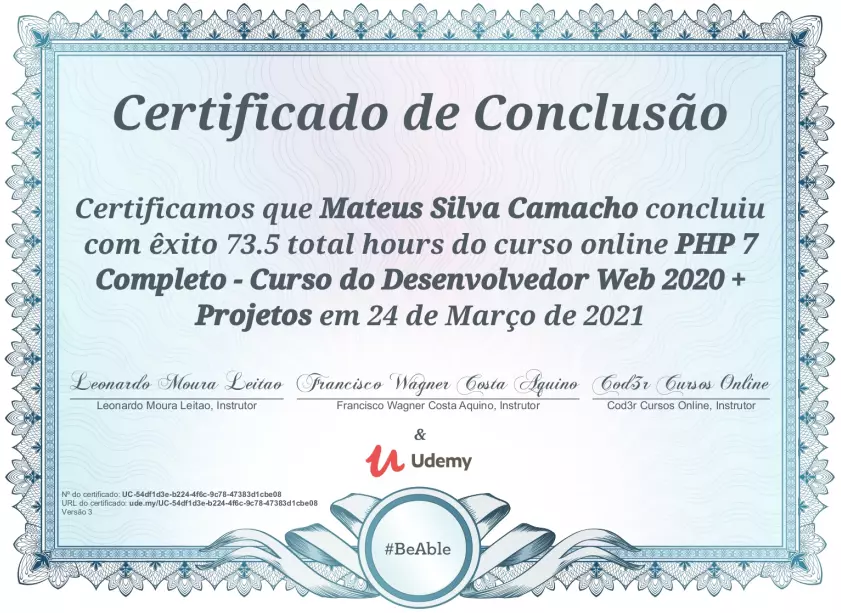 Certificado de Conclusão
Certificamos que Mateus Silva Camacho concluiu
com êxito 73.5 total hours do curso online PHP 7
Completo - Curso do Desenvolvedor Web 2020 +
Projetos em 24 de Março de 2021
Leonardo Moura Leitao Francisco Wagner Costa Aquino Cod3r Cursos Online
Leonardo Moura Leitao, Instrutor Francisco Wagner Costa Aquino, Instrutor Cod3r Cursos Online, Instrutor
&
Udemy
Nº do certificado: UC-54df1d3e-b224-4f6c-9c78-47383d1cbe08
URL do certificado: ude.my/UC-54df1d3e-b224-4f6c-9c78-47383d1cbe08
Versão 3
#BeAble